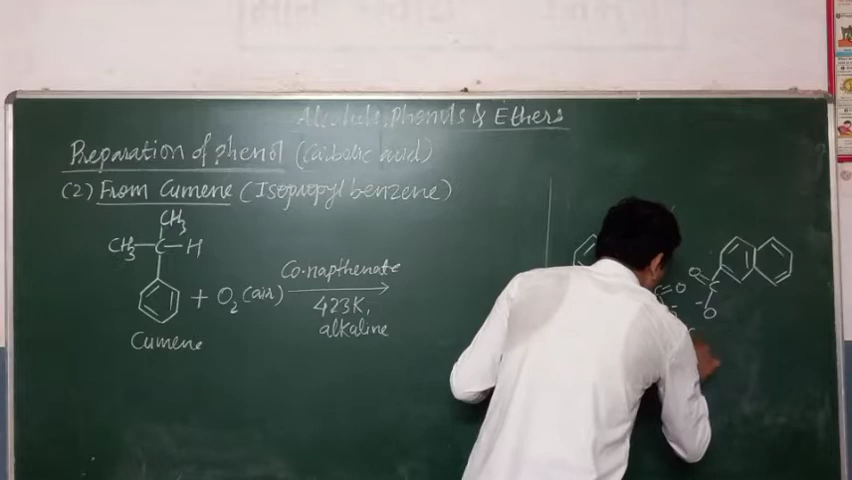 Alcohols, Phenols & Ethers
Preparation of phenol (Carbolic acid)
(2) From Cumene (Isopropyl benzene)
CH3
CH3-C-H
+ O2 (air)
Co-napthenate
423K,
alkaline
Cumene
C=O
O
C
-O